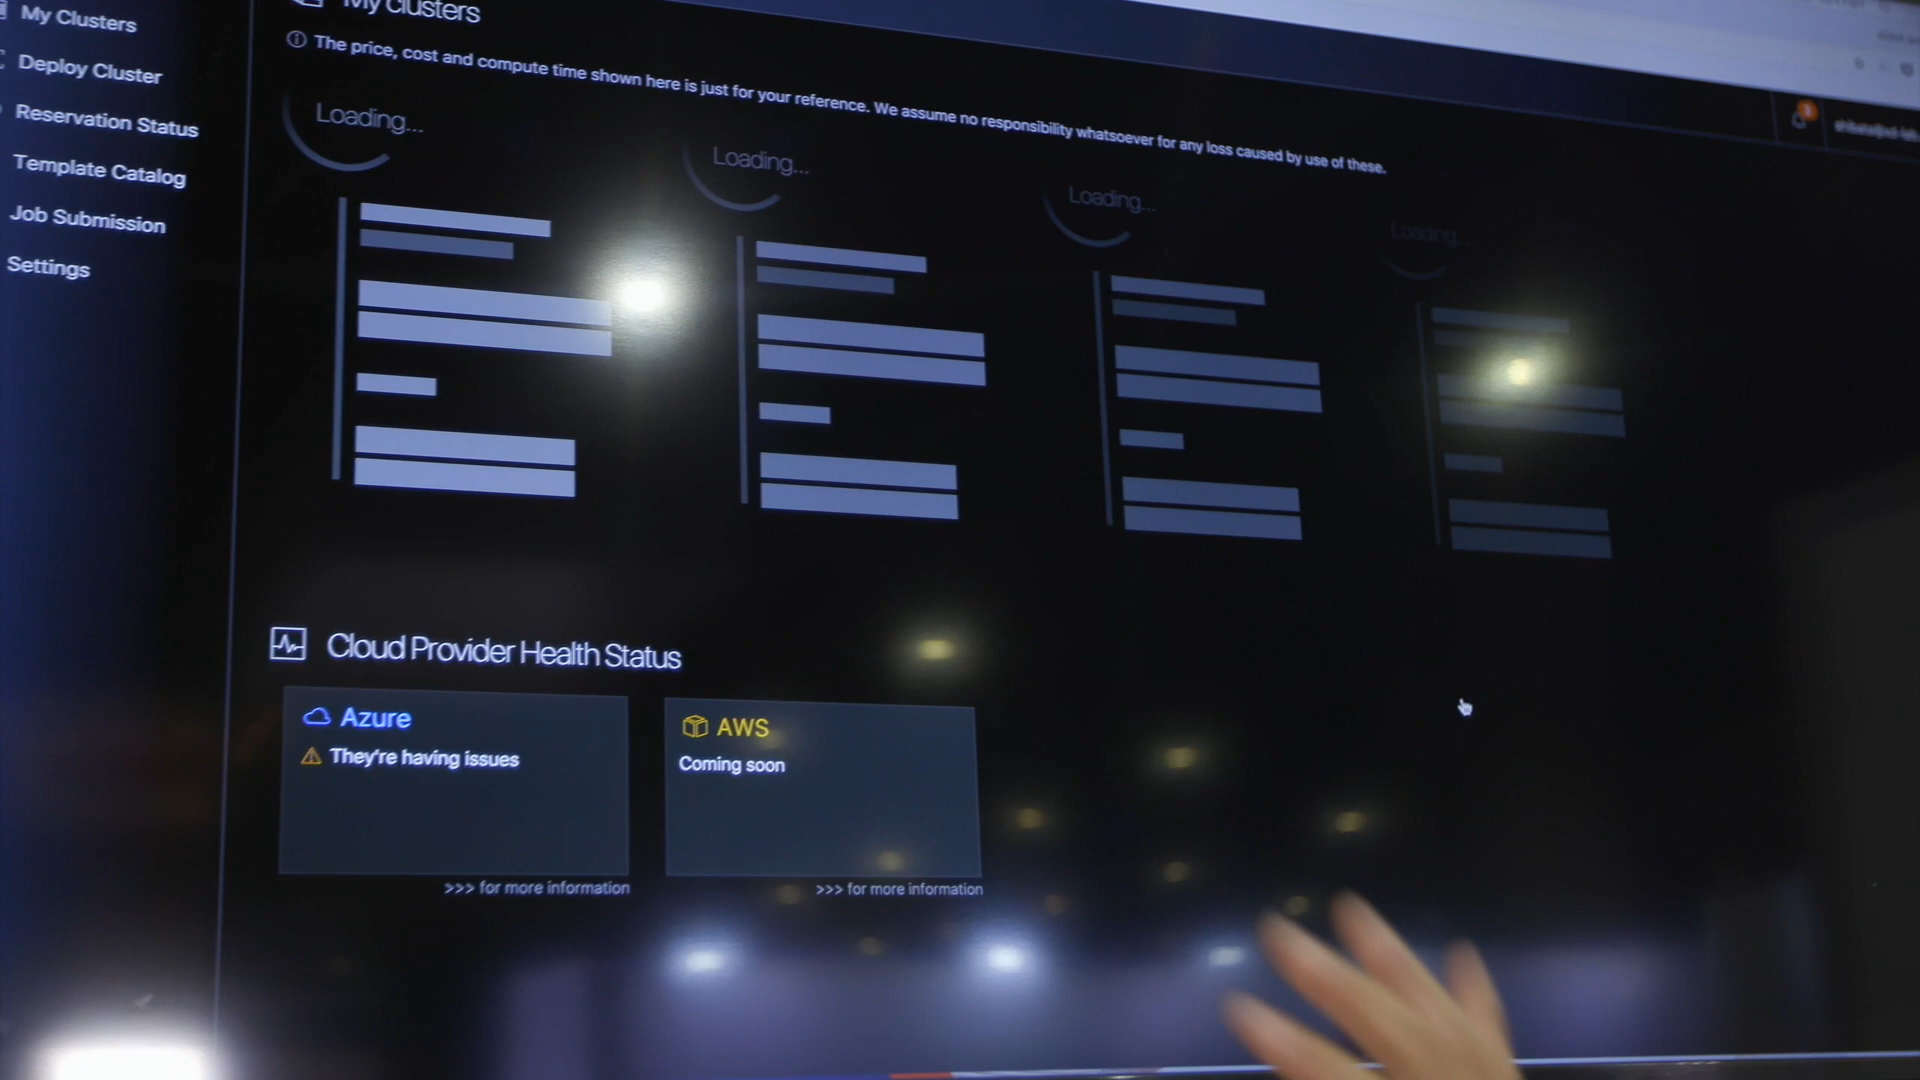 My Clusters
Deploy Cluster
Reservation Status
Template Catalog
Job Submission
Settings
My Clusters
The price, cost and compute time shown here is just for your reference. We assume no responsibility whatsoever for any loss caused by use of these.
Loading...
Loading...
Loading...
Loading...
Cloud Provider Health Status
Azure
They're having issues
>>> for more information
AWS
Coming soon
>>> for more information